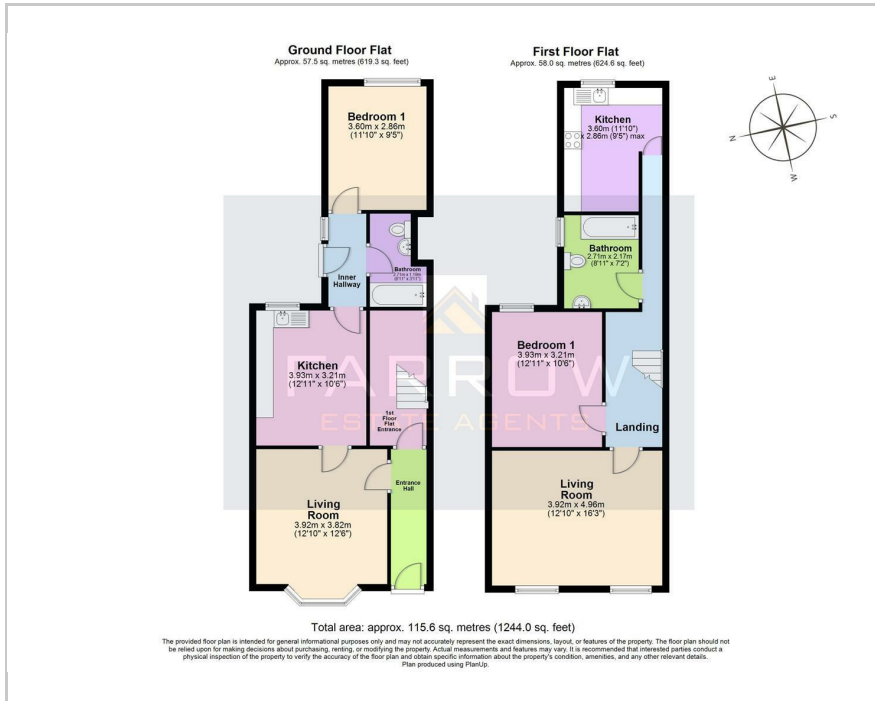 Ground Floor Flat
Approx. 57.5 sq. metres (619.3 sq. feet)
Bedroom 1
3.60m x 2.86m
(11'10" x 9'5")
Inner
Hallway
Bathroom
Kitchen
3.93m x 3.21m
(12'11" x 10'6")
1st
Floor
Flat
Entrance
Entrance
Hall
Living
Room
3.92m x 3.82m
(12'10" x 12'6")
First Floor Flat
Approx. 58.0 sq. metres (624.6 sq. feet)
Kitchen
3.60m (11'10")
x 2.86m (9'5") max
Bathroom
2.71m x 2.17m
(8'11" x 7'2")
Bedroom 1
3.93m x 3.21m
(12'11" x 10'6")
Landing
Living
Room
3.92m x 4.96m
(12'10" x 16'3")
E
S
N
W
FARROW
ESTATE AGENTS
Total area: approx. 115.6 sq. metres (1244.0 sq. feet)
The provided floor plan is intended for general informational purposes only and may not accurately represent the exact dimensions, layout, or features of the property. The floor plan should not
be relied upon for making decisions about purchasing, renting, or modifying the property. Actual measurements and features may vary. It is recommended that interested parties conduct a
physical inspection of the property to verify the accuracy of the floor plan and obtain specific information about the property's condition, amenities, and any other relevant details.
Plan produced using PlanUp.